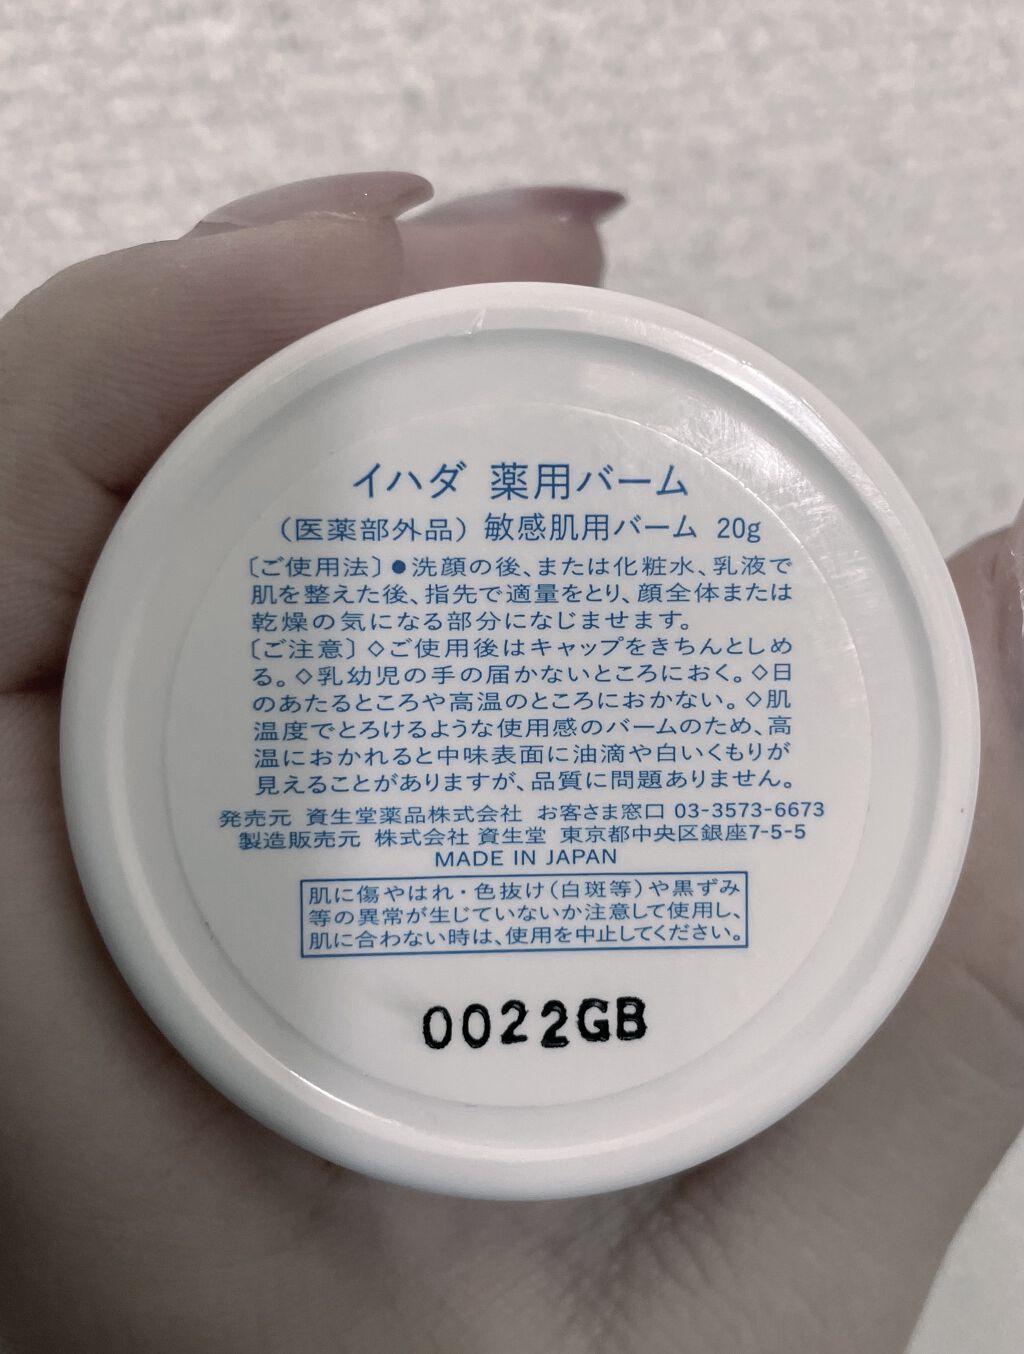 イハダ 薬用バーム
（医薬部外品）敏感肌用バーム 20g
〔ご使用法〕●洗顔の後、または化粧水、乳液で
肌を整えた後、指先で適量をとり、顔全体または
乾燥の気になる部分になじませます。
〔ご注意〕◇ご使用後はキャップをきちんとしめ
る。◇乳幼児の手の届かないところにおく。◇日
のあたるところや高温のところにおかない。◇肌
温度でとろけるような使用感のバームのため、高
温におかれると中味表面に油滴や白いくもりが
見えることがありますが、品質に問題ありません。
発売元 資生堂薬品株式会社 お客さま窓口 03-3573-6673
製造販売元 株式会社 資生堂 東京都中央区銀座7-5-5
MADE IN JAPAN
肌に傷やはれ・色抜け（白斑等）や黒ずみ
等の異常が生じていないか注意して使用し、
肌に合わない時は、使用を中止してください。
0022GB